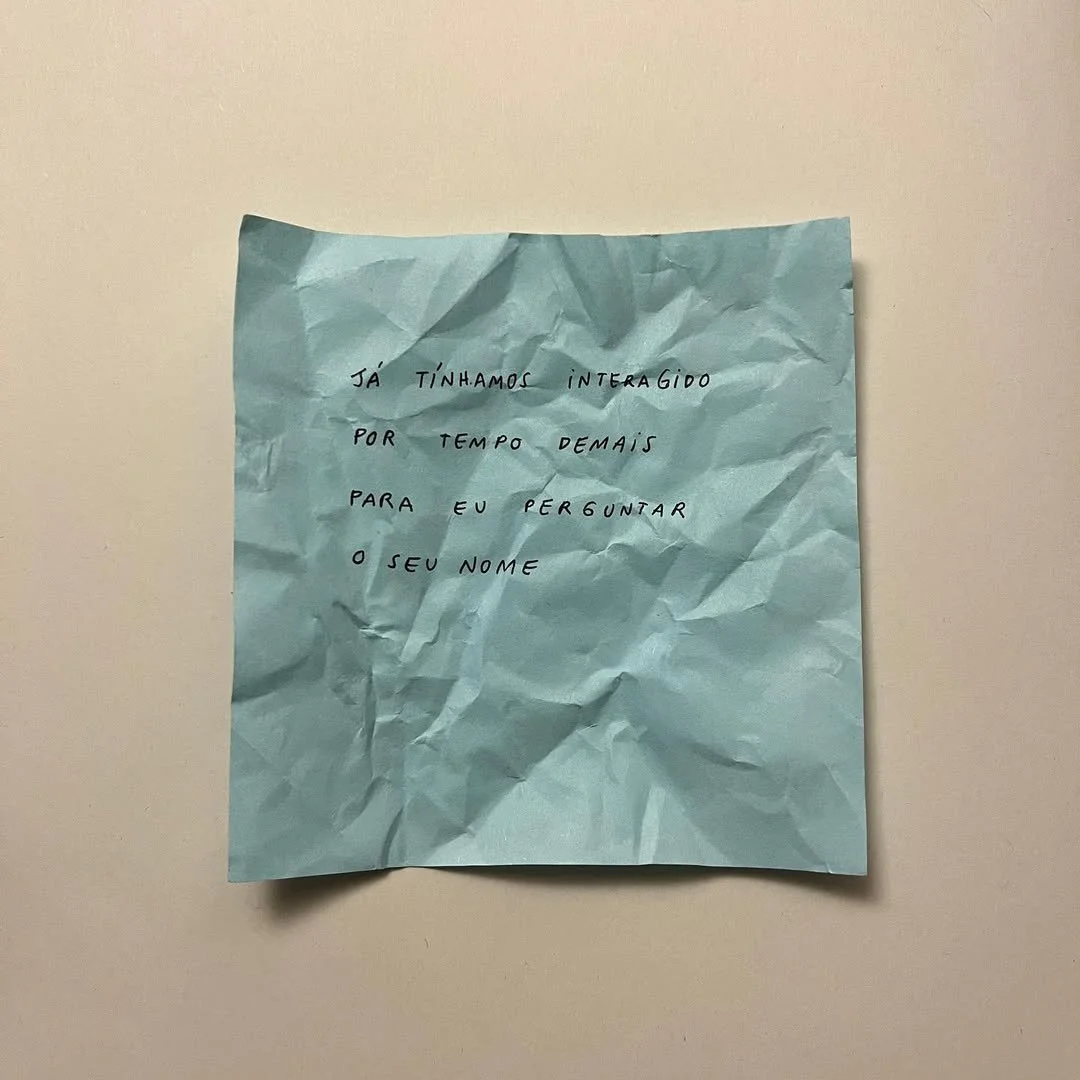 JÁ TÍNHAMOS INTERAGIDO
POR TEMPO DEMAIS
PARA EU PERGUNTAR
O SEU NOME